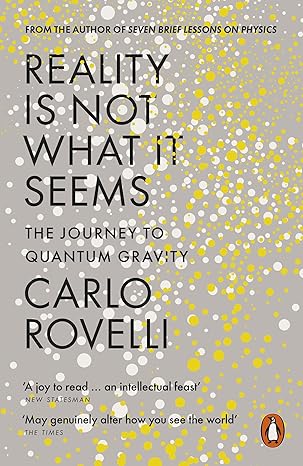 FROM THE AUTHOR OF SEVEN BRIEF LESSONS ON PHYSICS
REALITY
IS NOT
WHAT iT
SEEMS
THE JOURNEY TO
QUANTUM GRAVITY
CARLO
ROVELLI
‘A joy to read ... an intellectual feast’
NEW STATESMAN
‘May genuinely alter how you see the world’
THE TIMES